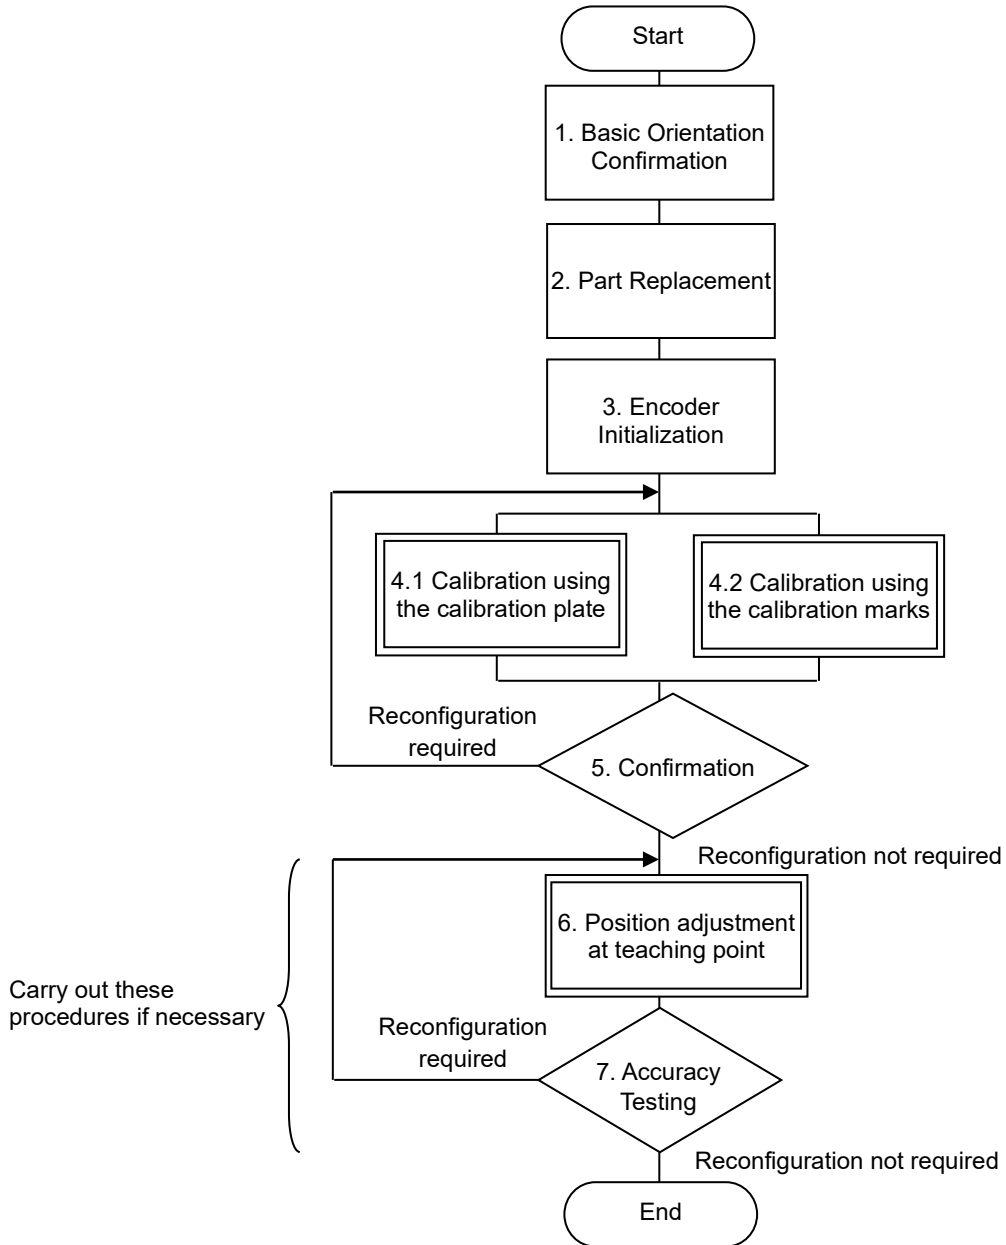 Start
1. Basic Orientation
Confirmation
2. Part Replacement
3. Encoder
Initialization
4.1 Calibration using
the calibration plate
4.2 Calibration using
the calibration marks
Reconfiguration
required
5. Confirmation
Reconfiguration not required
6. Position adjustment
at teaching point
Carry out these
procedures if necessary
Reconfiguration
required
7. Accuracy
Testing
Reconfiguration not required
End